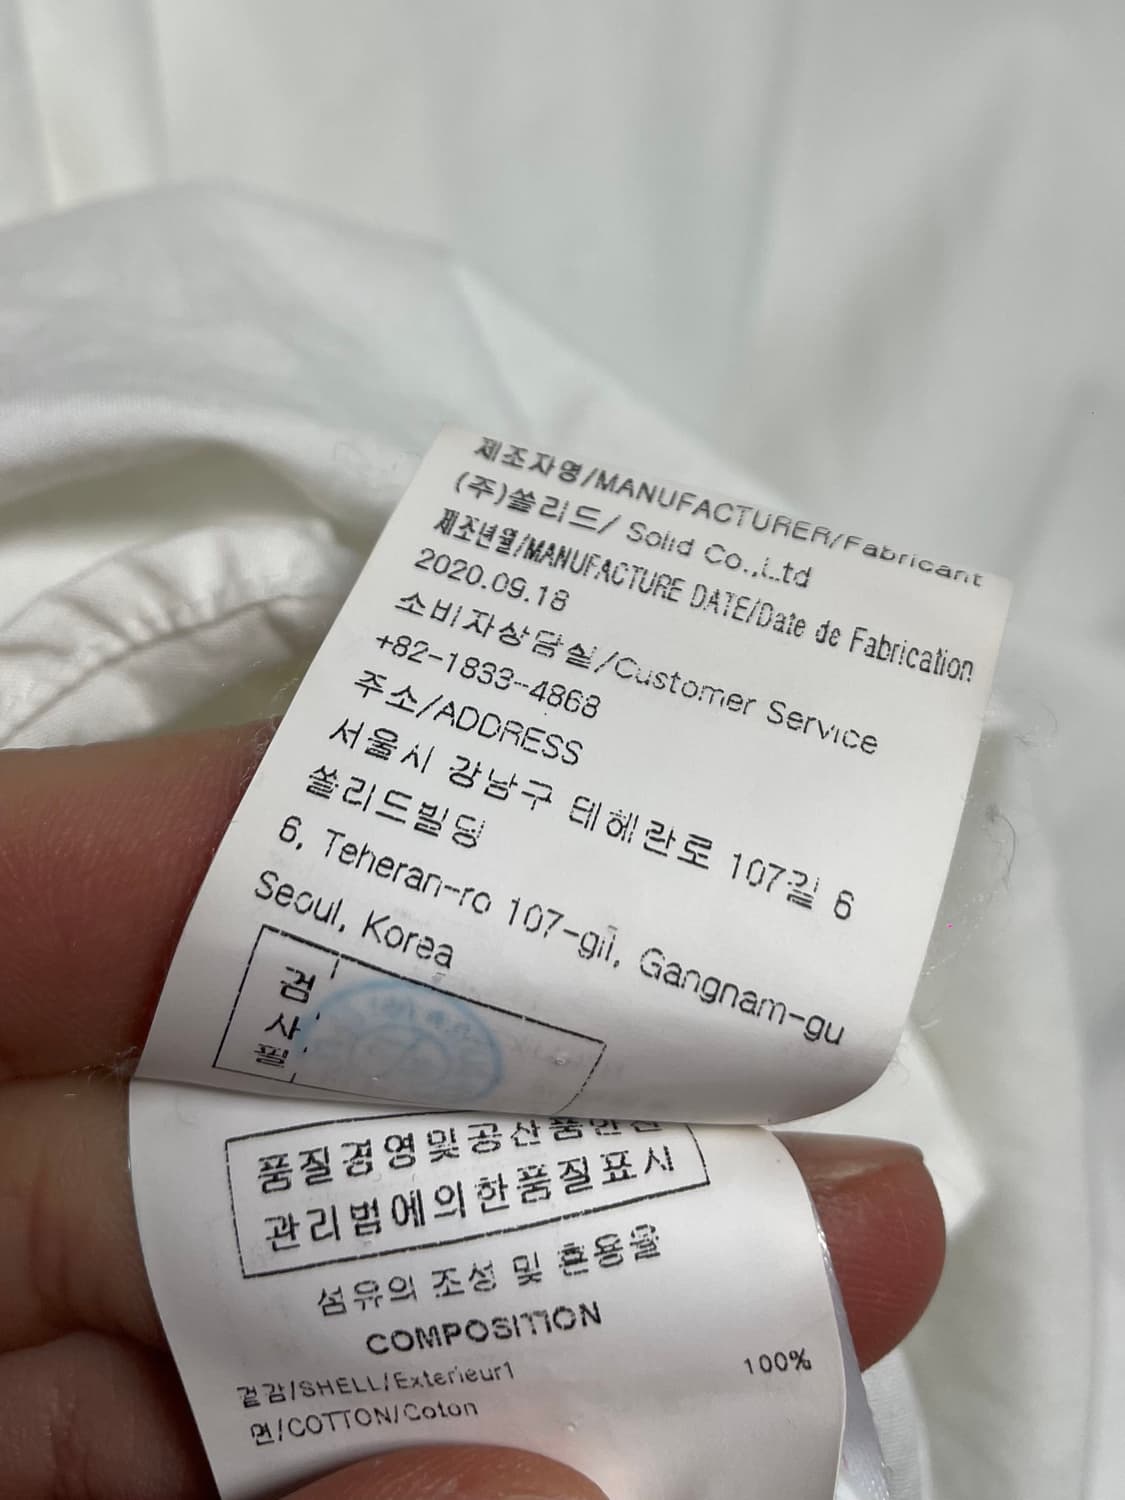 제조자명/MANUFACTURER/Fabricant
(주)쏠리드/ Solid Co.,Ltd
제조년월/MANUFACTURE DATE/Date de Fabrication
2020.09.18
소비자상담실/Customer Service
+82-1833-4868
주소/ADDRESS
서울시 강남구 테헤란로 107길 6
쏠리드빌딩
6, Teheran-ro 107-gil, Gangnam-gu
Seoul, Korea
검
사
필
품질경영및공산품안전
관리법에의한품질표시
섬유의 조성 및 혼용율
COMPOSITION
겉감/SHELL/Exterieur1
면/COTTON/Coton 100%